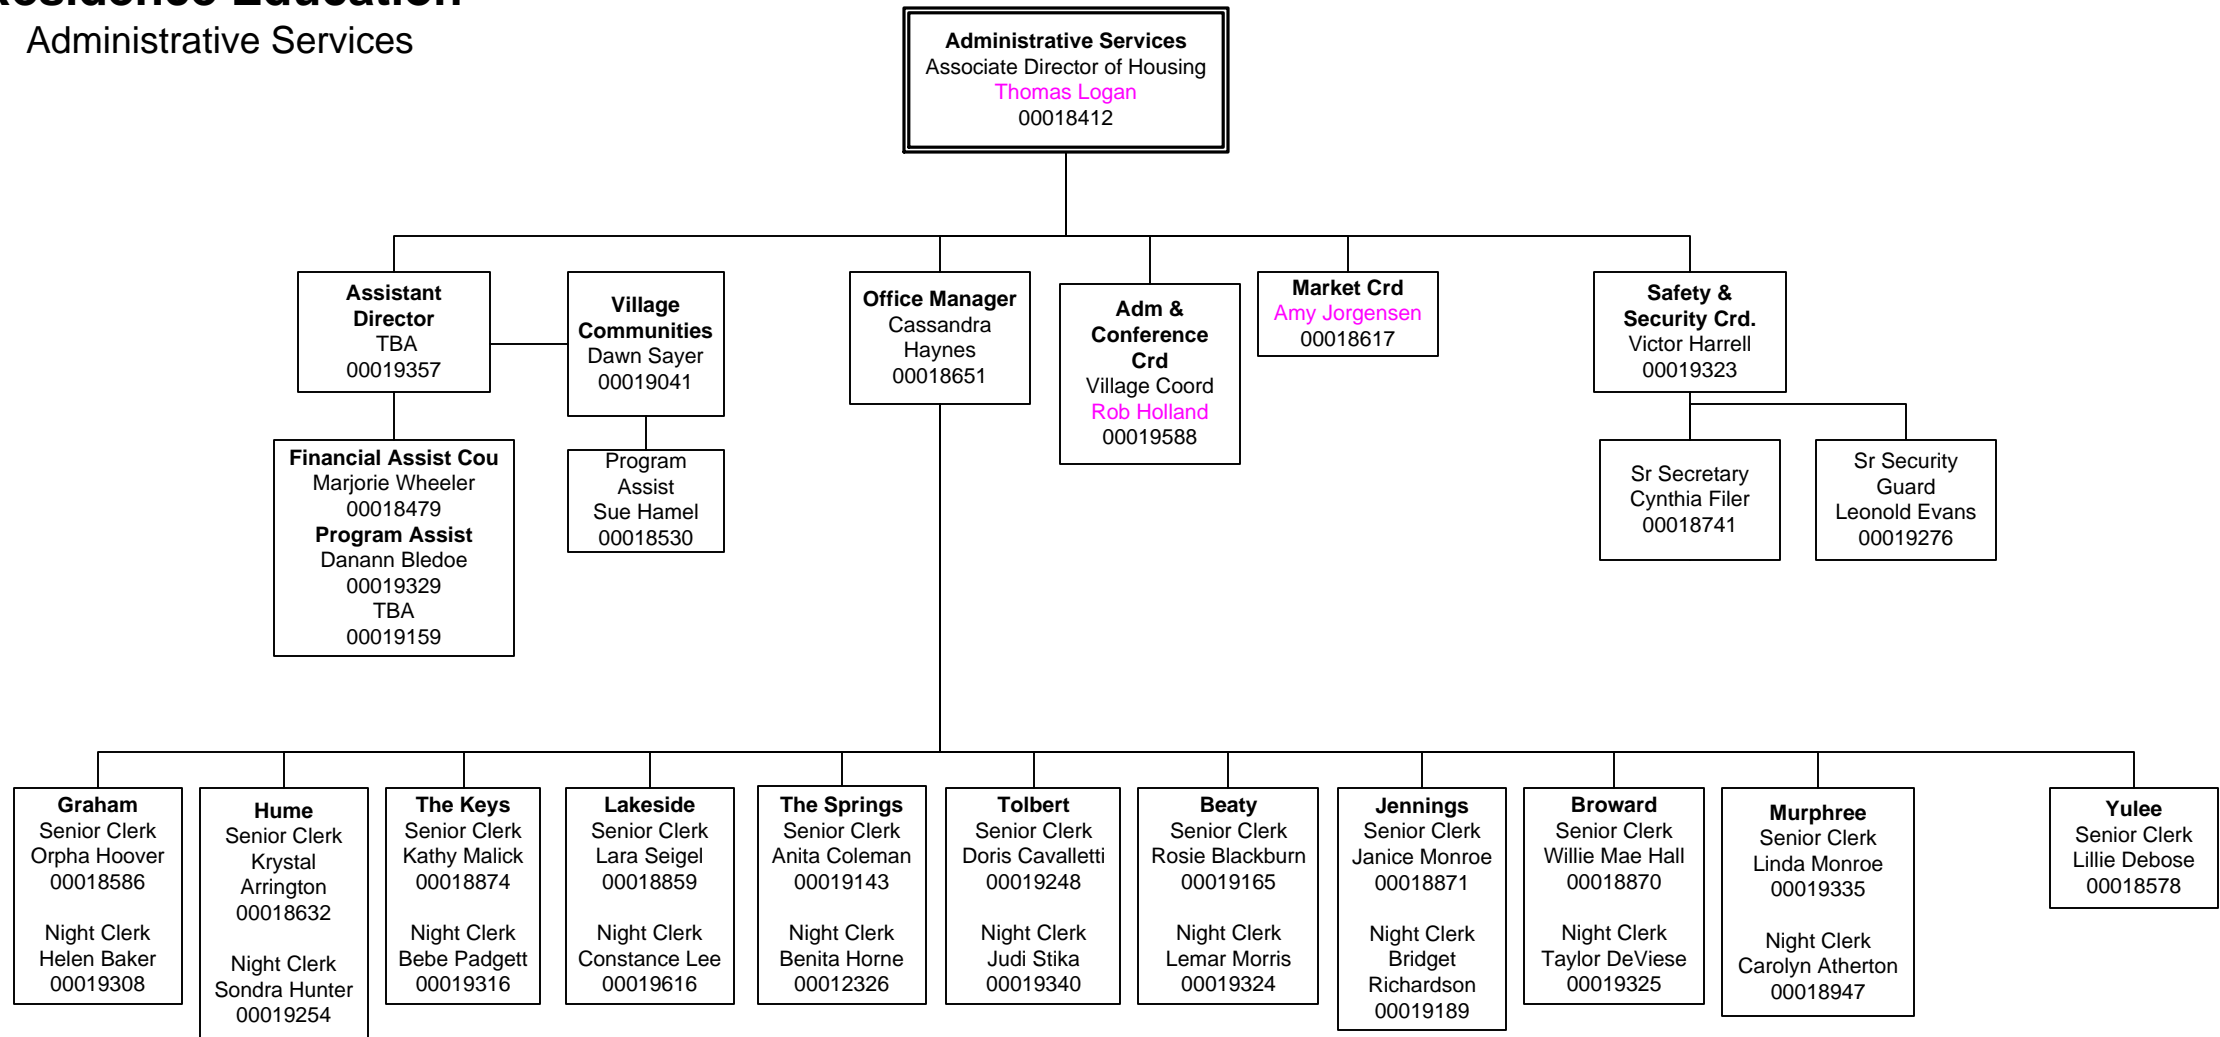 Residence Education
Administrative Services
Administrative Services
Associate Director of Housing
Thomas Logan
00018412
Assistant
Director
TBA
00019357
Village
Communities
Dawn Sayer
00019041
Office Manager
Cassandra
Haynes
00018651
Adm &
Conference
Crd
Village Coord
Rob Holland
00019588
Market Crd
Amy Jorgensen
00018617
Safety &
Security Crd.
Victor Harrell
00019323
Financial Assist Cou
Marjorie Wheeler
00018479
Program Assist
Danann Bledoe
00019329
TBA
00019159
Program
Assist
Sue Hamel
00018530
Sr Secretary
Cynthia Filer
00018741
Sr Security
Guard
Leonold Evans
00019276
Graham
Senior Clerk
Orpha Hoover
00018586
Night Clerk
Helen Baker
00019308
Hume
Senior Clerk
Krystal
Arrington
00018632
Night Clerk
Sondra Hunter
00019254
The Keys
Senior Clerk
Kathy Malick
00018874
Night Clerk
Bebe Padgett
00019316
Lakeside
Senior Clerk
Lara Seigel
00018859
Night Clerk
Constance Lee
00019616
The Springs
Senior Clerk
Anita Coleman
00019143
Night Clerk
Benita Horne
00012326
Tolbert
Senior Clerk
Doris Cavalletti
00019248
Night Clerk
Judi Stika
00019340
Beaty
Senior Clerk
Rosie Blackburn
00019165
Night Clerk
Lemar Morris
00019324
Jennings
Senior Clerk
Janice Monroe
00018871
Night Clerk
Bridget
Richardson
00019189
Broward
Senior Clerk
Willie Mae Hall
00018870
Night Clerk
Taylor DeViese
00019325
Murphree
Senior Clerk
Linda Monroe
00019335
Night Clerk
Carolyn Atherton
00018947
Yulee
Senior Clerk
Lillie Debose
00018578